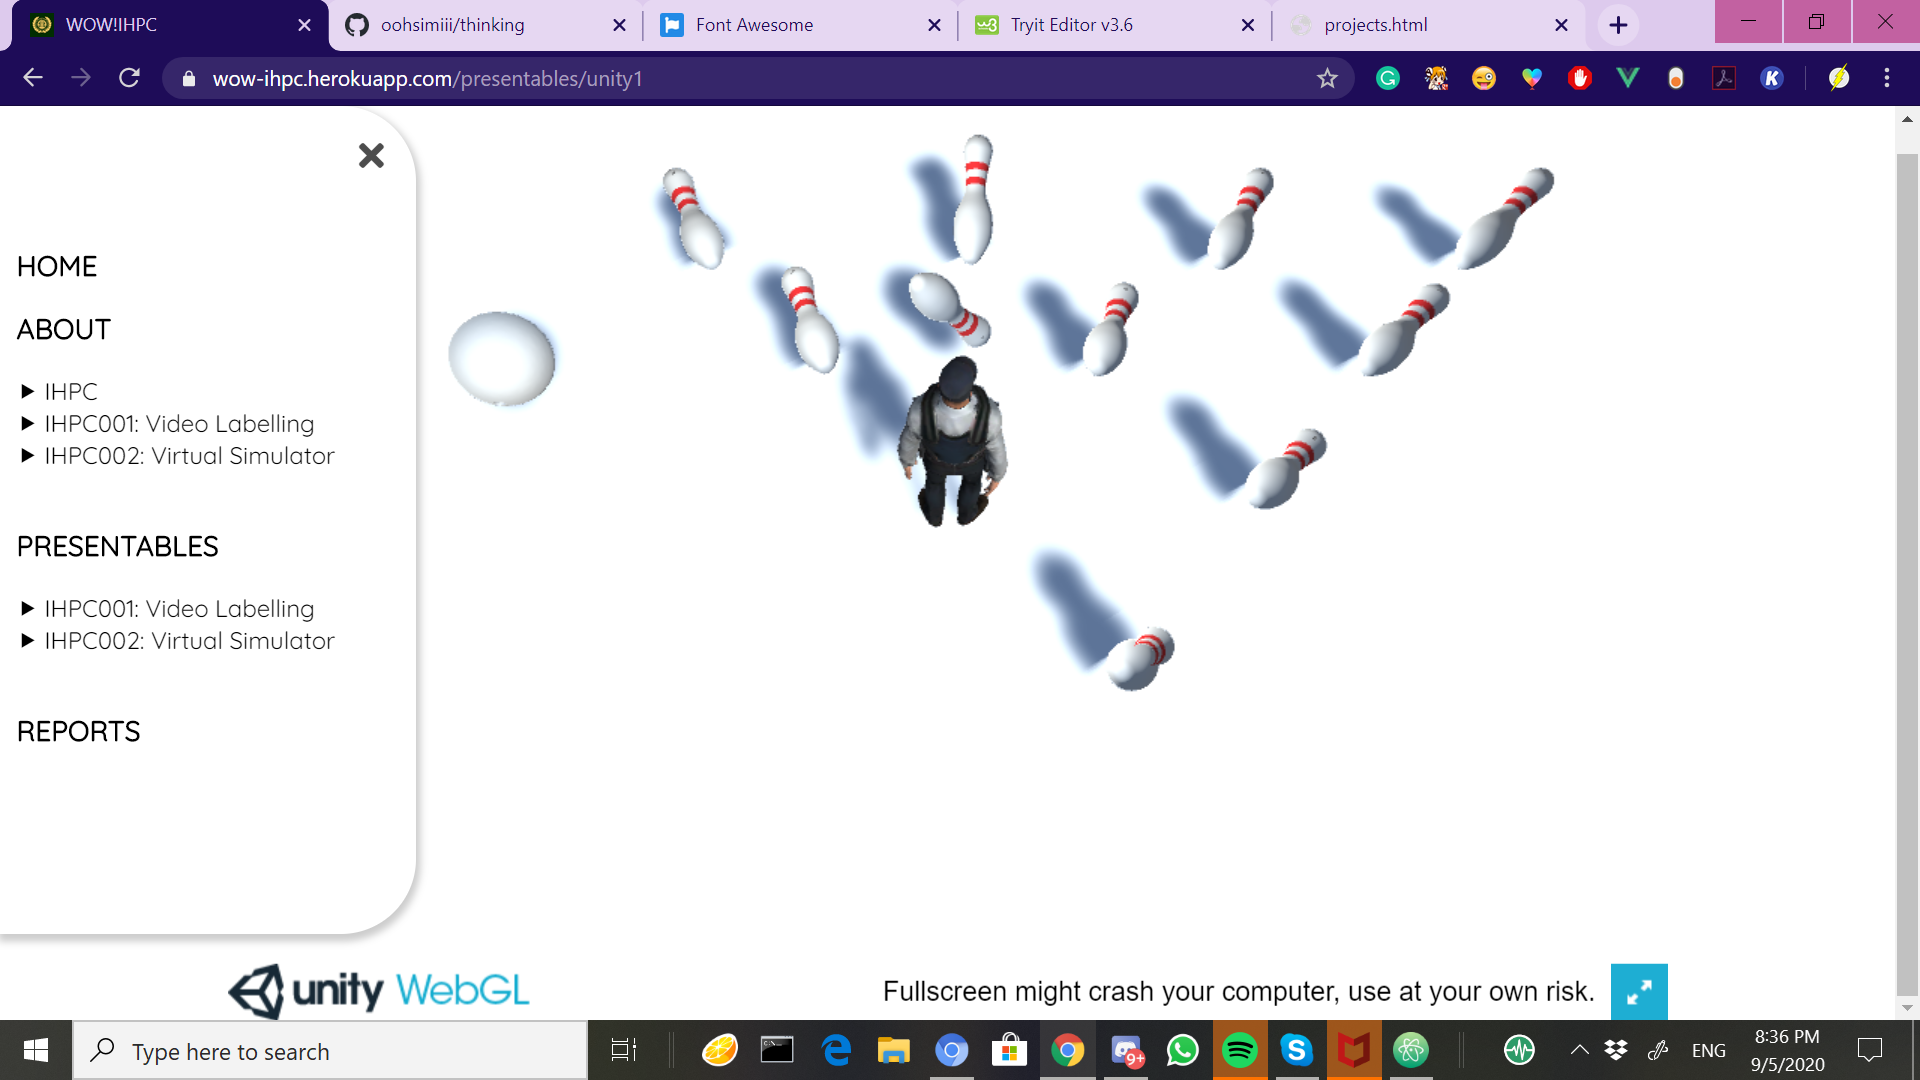 WOW!IHPC
oohsimiii/thinking
Font Awesome
Tryit Editor v3.6
projects.html
wow-ihpc.herokuapp.com/presentables/unity1
HOME
ABOUT
IHPC
IHPC001: Video Labelling
IHPC002: Virtual Simulator
PRESENTABLES
IHPC001: Video Labelling
IHPC002: Virtual Simulator
REPORTS
unity WebGL
Fullscreen might crash your computer, use at your own risk.
Type here to search
9+
ENG
8:36 PM
9/5/2020